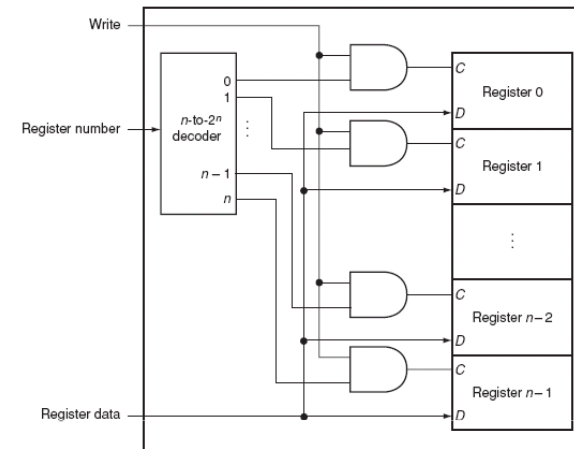 Write
0
1
n-to-2ⁿ
decoder
⋮
Register number
n – 1
n
Register data
C
Register 0
D
C
Register 1
D
⋮
C
Register n – 2
D
C
Register n – 1
D